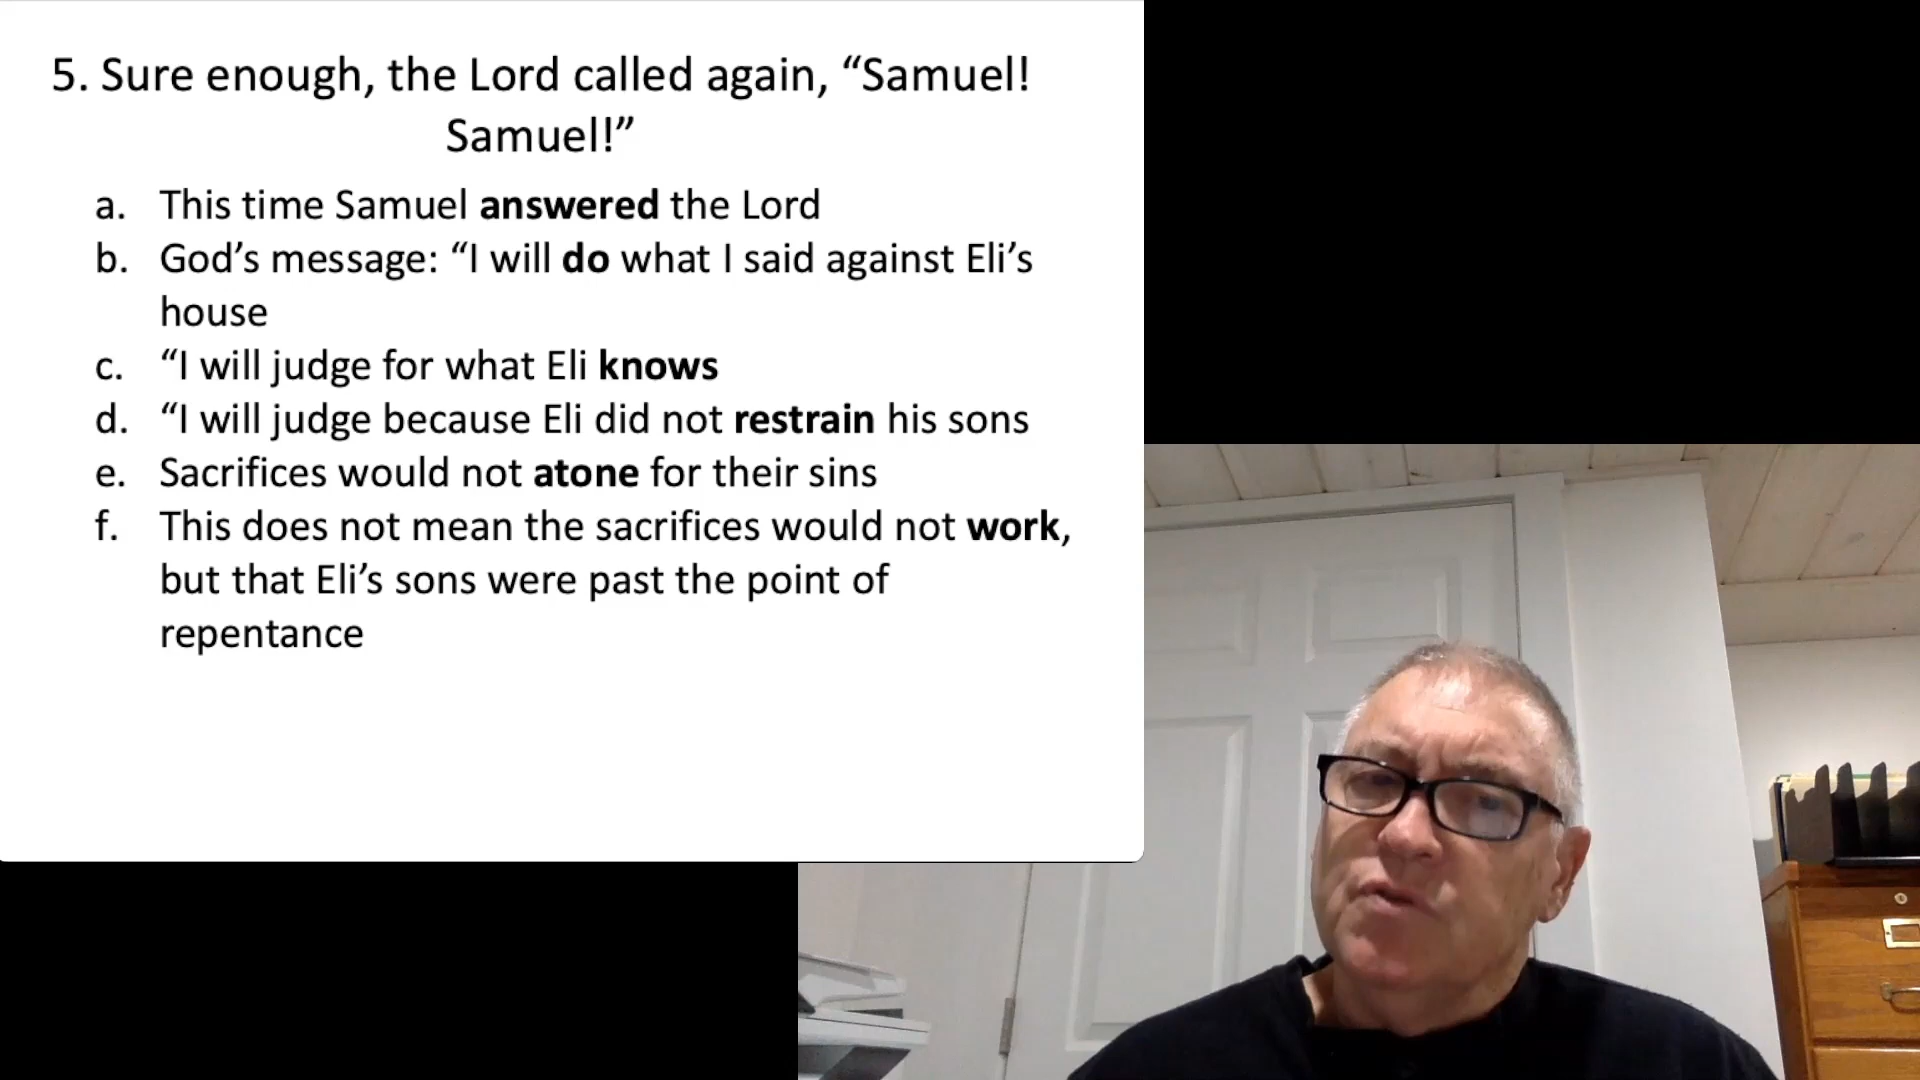 5. Sure enough, the Lord called again, “Samuel!
Samuel!”
a. This time Samuel answered the Lord
b. God’s message: “I will do what I said against Eli’s
house
c. “I will judge for what Eli knows
d. “I will judge because Eli did not restrain his sons
e. Sacrifices would not atone for their sins
f. This does not mean the sacrifices would not work,
but that Eli’s sons were past the point of
repentance